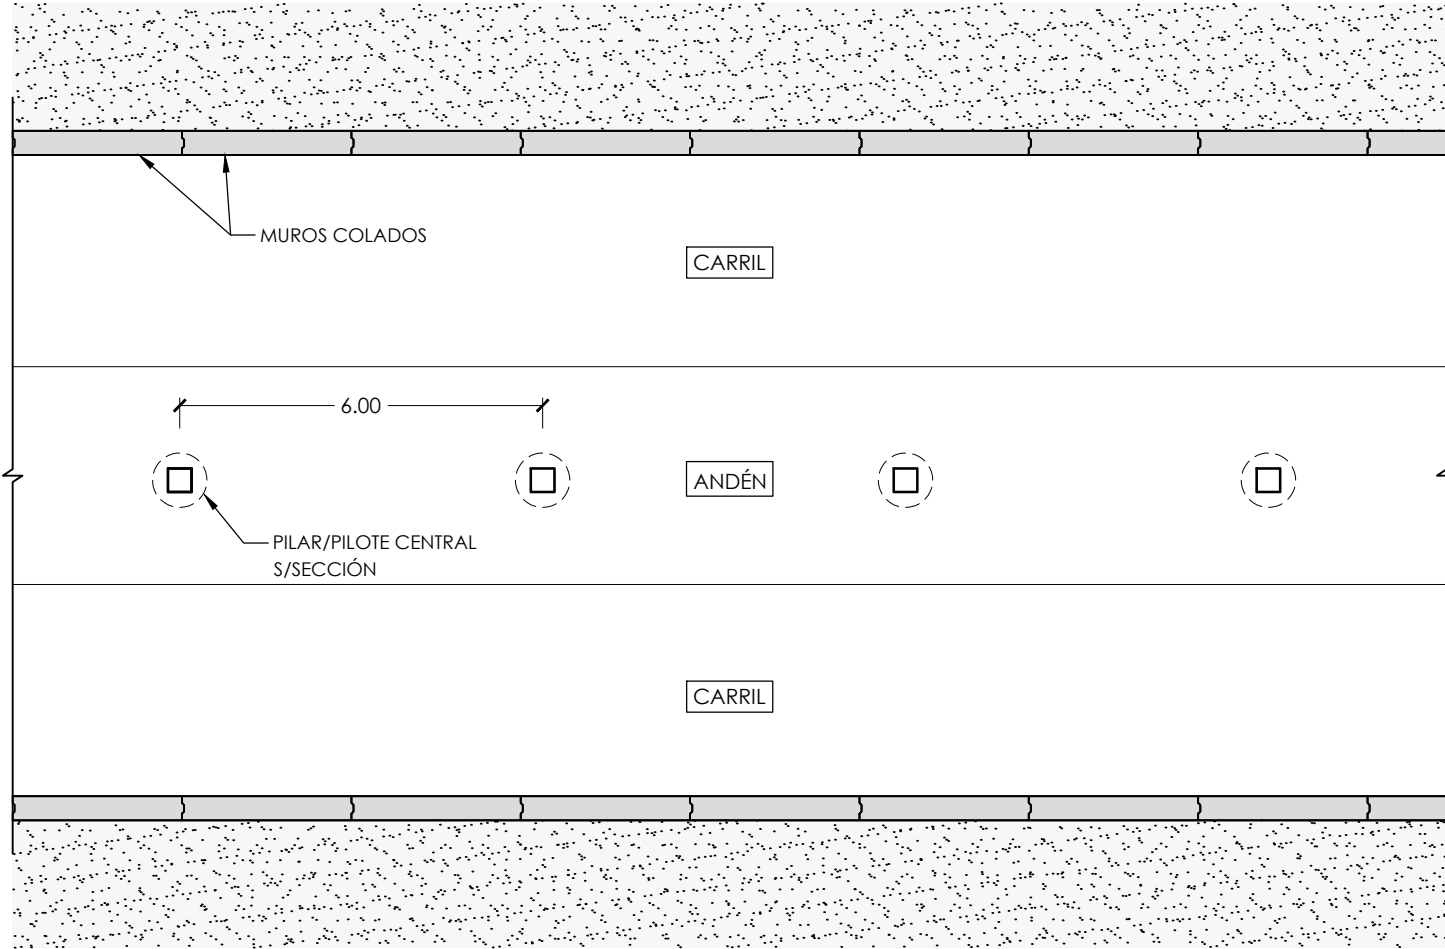 MUROS COLADOS
CARRIL
6.00
ANDÉN
PILAR/PILOTE CENTRAL
S/SECCIÓN
CARRIL